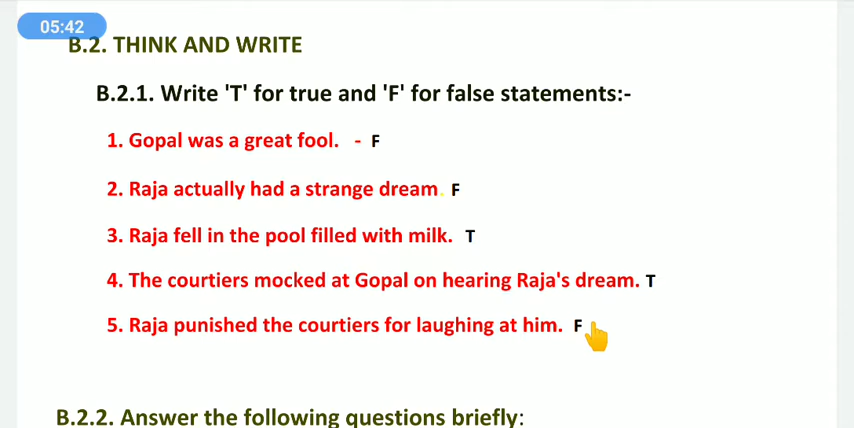 05:42
B.2. THINK AND WRITE
B.2.1. Write 'T' for true and 'F' for false statements:-
1. Gopal was a great fool. - F
2. Raja actually had a strange dream. F
3. Raja fell in the pool filled with milk. T
4. The courtiers mocked at Gopal on hearing Raja's dream. T
5. Raja punished the courtiers for laughing at him. F
B.2.2. Answer the following questions briefly: